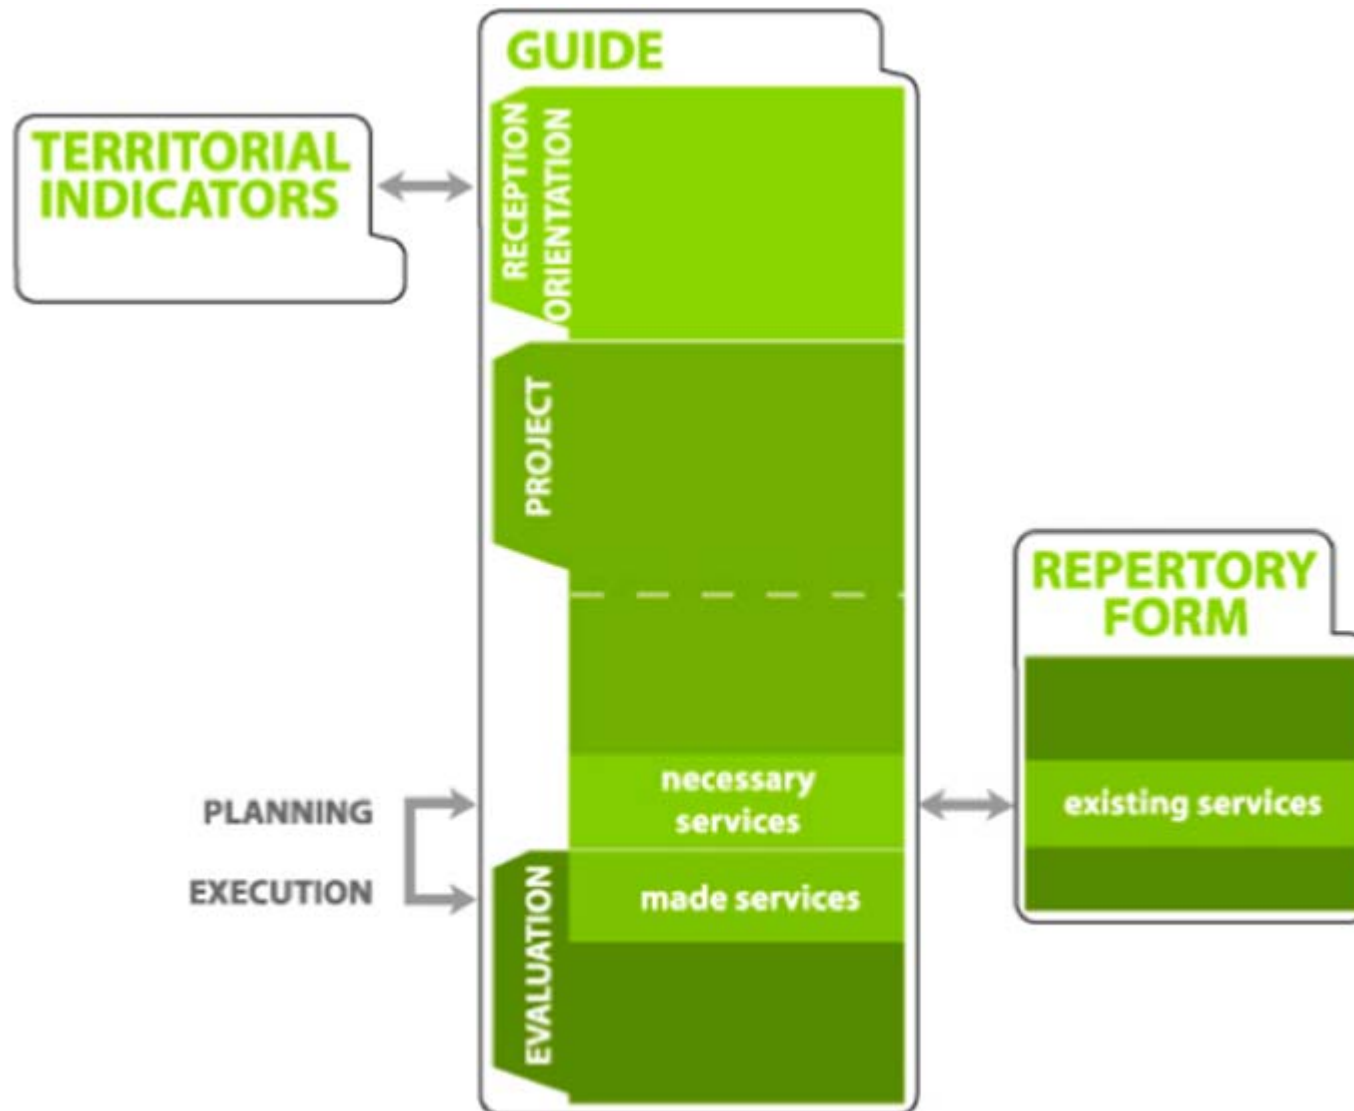 GUIDE
TERRITORIAL
INDICATORS
RECEPTION
ORIENTATION
PROJECT
REPERTORY
FORM
necessary
services
existing services
PLANNING
EXECUTION
made services
EVALUATION